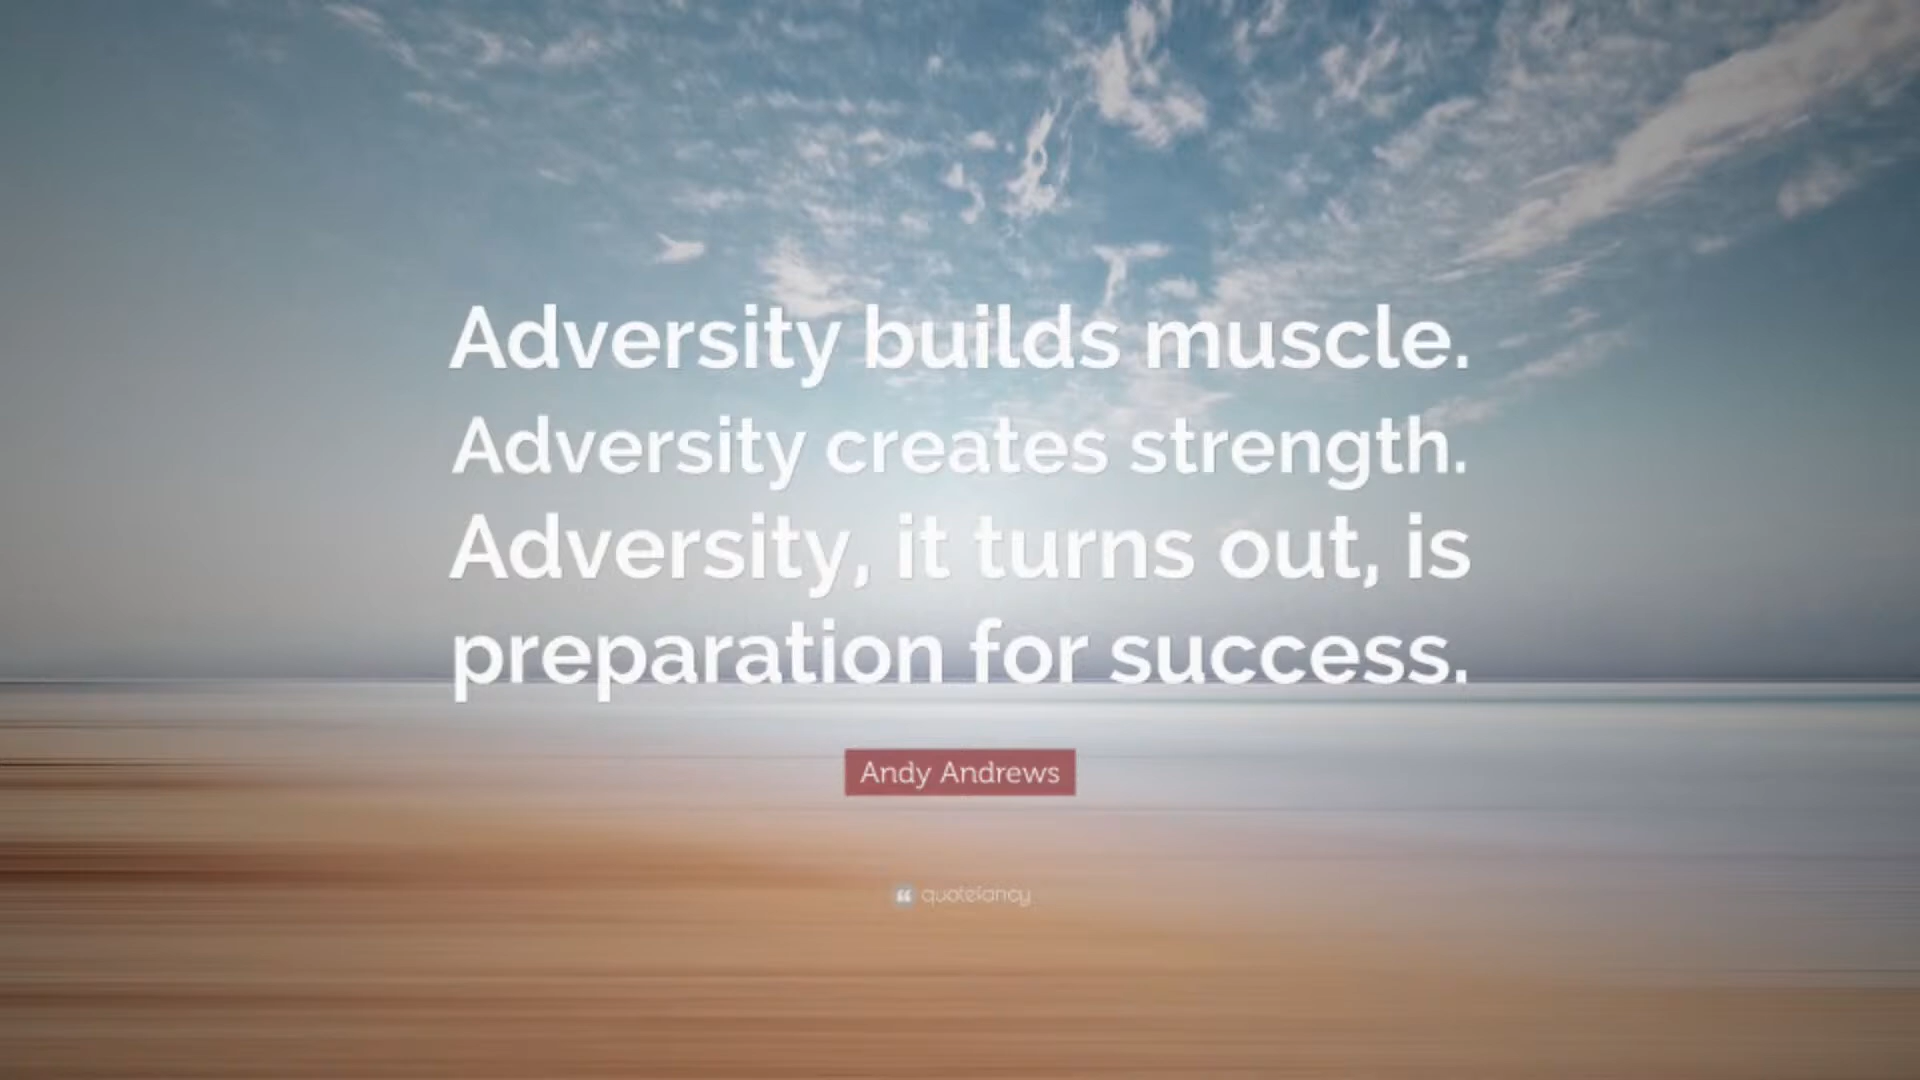 Adversity builds muscle.
Adversity creates strength.
Adversity, it turns out, is
preparation for success.
Andy Andrews
quotefancy